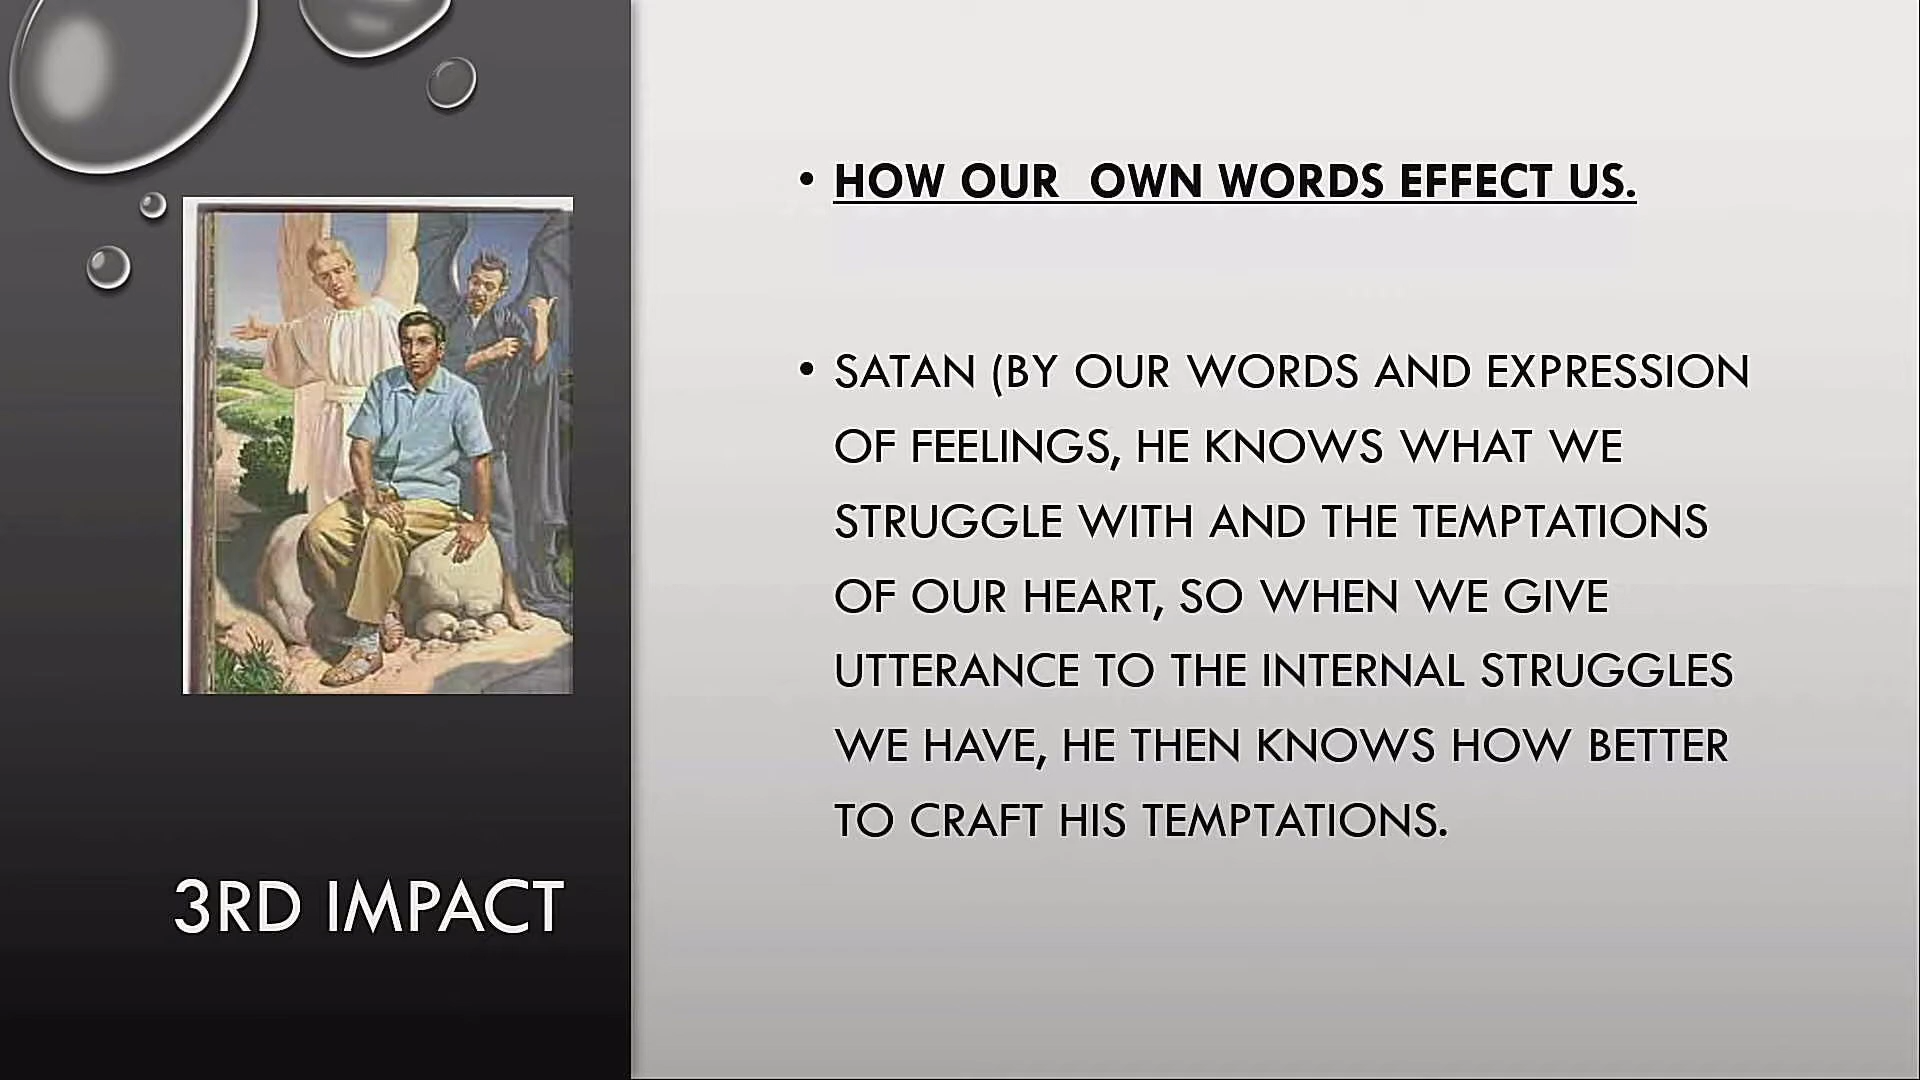 • HOW OUR  OWN WORDS EFFECT US.
• SATAN (BY OUR WORDS AND EXPRESSION
OF FEELINGS, HE KNOWS WHAT WE
STRUGGLE WITH AND THE TEMPTATIONS
OF OUR HEART, SO WHEN WE GIVE
UTTERANCE TO THE INTERNAL STRUGGLES
WE HAVE, HE THEN KNOWS HOW BETTER
TO CRAFT HIS TEMPTATIONS.
3RD IMPACT